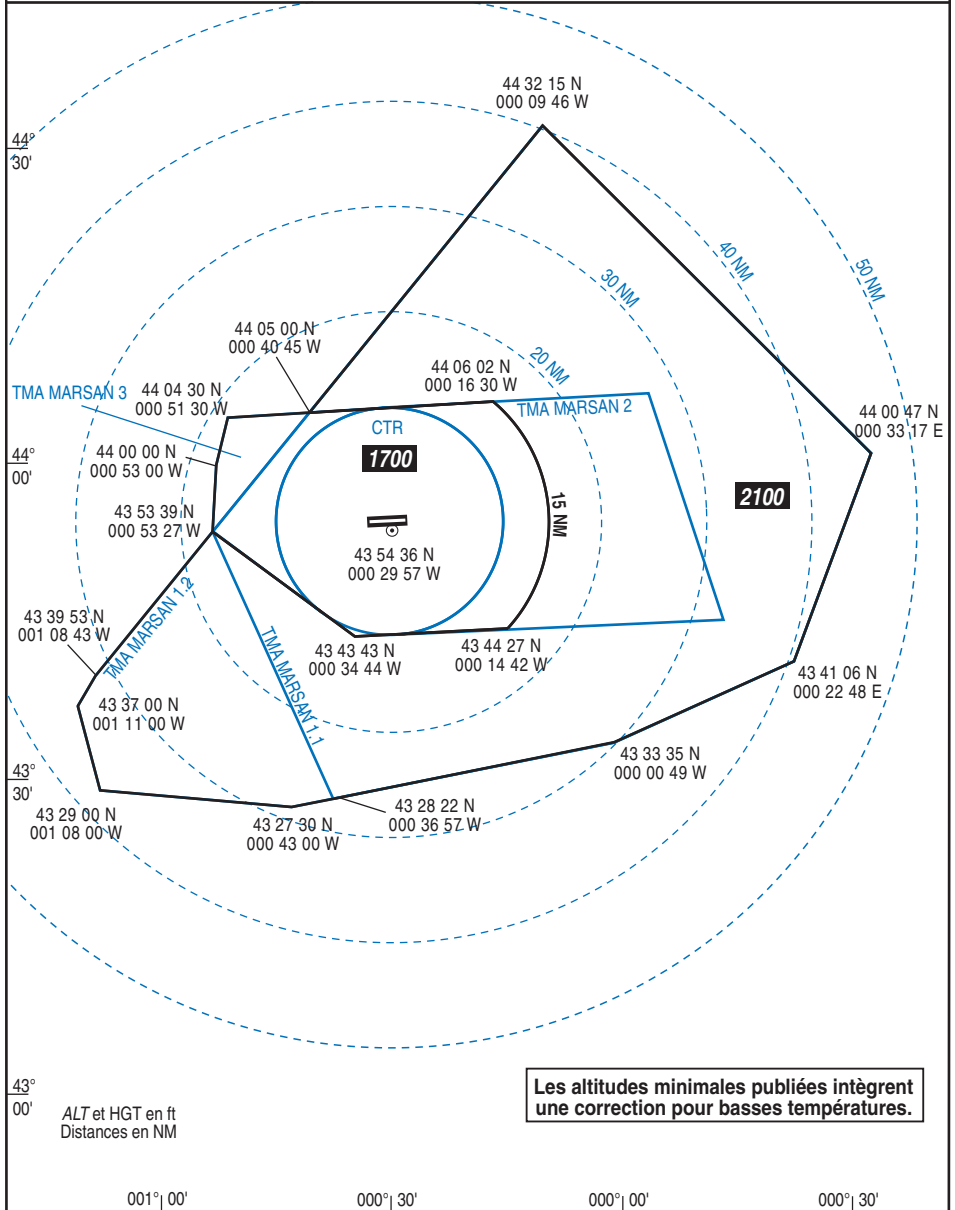 44 32 15 N
000 09 46 W
44°
30'
50 NM
40 NM
30 NM
20 NM
44 05 00 N
000 40 45 W
44 06 02 N
000 16 30 W
TMA MARSAN 3
44 04 30 N
000 51 30 W
TMA MARSAN 2
44 00 47 N
000 33 17 E
CTR
1700
44 00 00 N
000 53 00 W
44°
00'
2100
15 NM
43 53 39 N
000 53 27 W
43 54 36 N
000 29 57 W
43 39 53 N
001 08 43 W
TMA MARSAN 1.2
TMA MARSAN 1.1
43 43 43 N
000 34 44 W
43 44 27 N
000 14 42 W
43 41 06 N
000 22 48 E
43 37 00 N
001 11 00 W
43 33 35 N
000 00 49 W
43°
30'
43 29 00 N
001 08 00 W
43 27 30 N
000 43 00 W
43 28 22 N
000 36 57 W
43°
00'
ALT et HGT en ft
Distances en NM
Les altitudes minimales publiées intègrent
une correction pour basses températures.
001° 00'
000° 30'
000° 00'
000° 30'